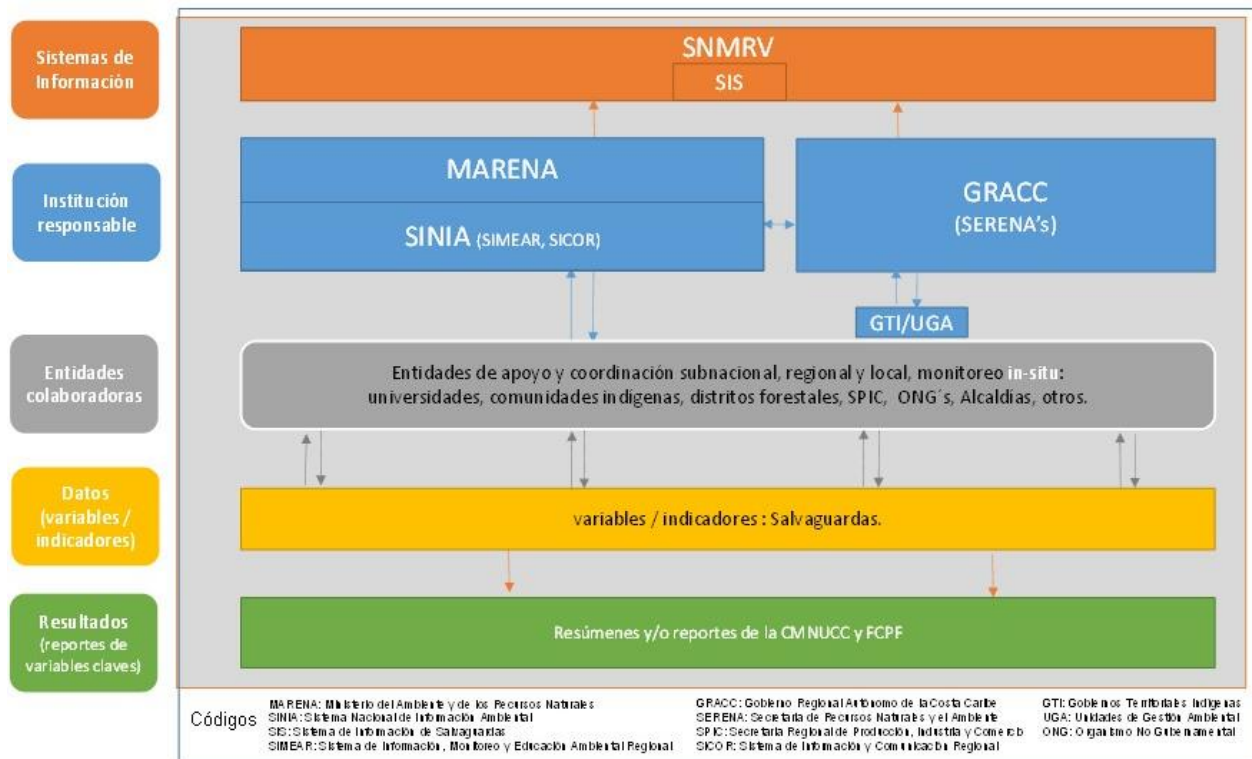 Sistemas de
Información
SNMRV
SIS
Institución
responsable
MARENA
SINIA (SIMEAR, SICOR)
GRACC
(SERENA's)
GTI/UGA
Entidades
colaboradoras
Entidades de apoyo y coordinación subnacional, regional y local, monitoreo in-situ:
universidades, comunidades indígenas, distritos forestales, SPIC, ONG´s, Alcaldías, otros.
Datos
(variables /
indicadores)
variables / indicadores : Salvaguardas.
Resultados
(reportes de
variables claves)
Resúmenes y/o reportes de la CMNUCC y FCPF
Códigos
MARENA: Ministerio del Ambiente y de los Recursos Naturales
SINIA: Sistema Nacional de Información Ambiental
SIS: Sistema de Información de Salvaguardas
SIMEAR: Sistema de Información, Monitoreo y Educación Ambiental Regional
GRACC: Gobierno Regional Autónomo de la Costa Caribe
SERENA: Secretaría de Recursos Naturales y el Ambiente
SPIC: Secretaría Regional de Producción, Industria y Comercio
SICOR: Sistema de Información y Comunicación Regional
GTI: Gobiernos Territoriales Indígenas
UGA: Unidades de Gestión Ambiental
ONG: Organismo No Gubernamental